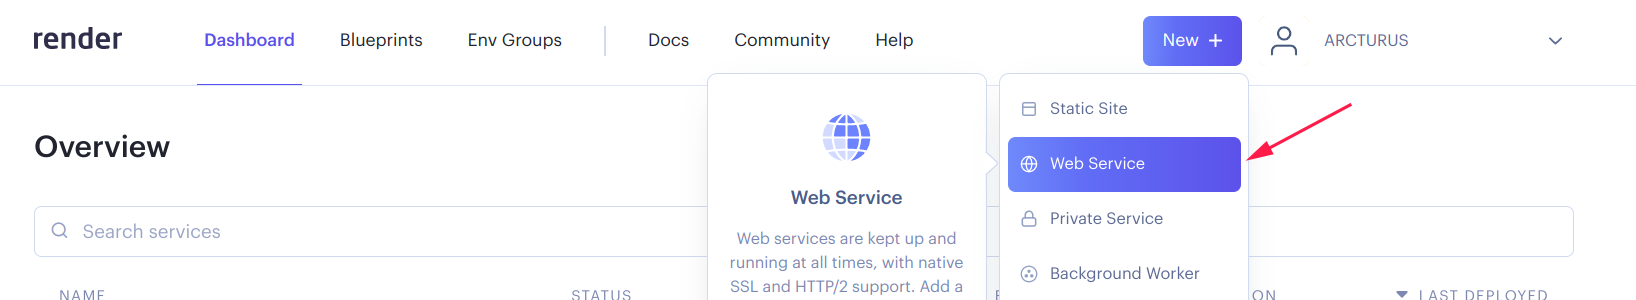 render Dashboard Blueprints Env Groups Docs Community Help New + ARCTURUS
Static Site
Overview
Web Service
Web Service
Search services
Private Service
Web services are kept up and
running at all times, with native
SSL and HTTP/2 support. Add a
Background Worker
NAME STATUS ON LAST DEPLOYED